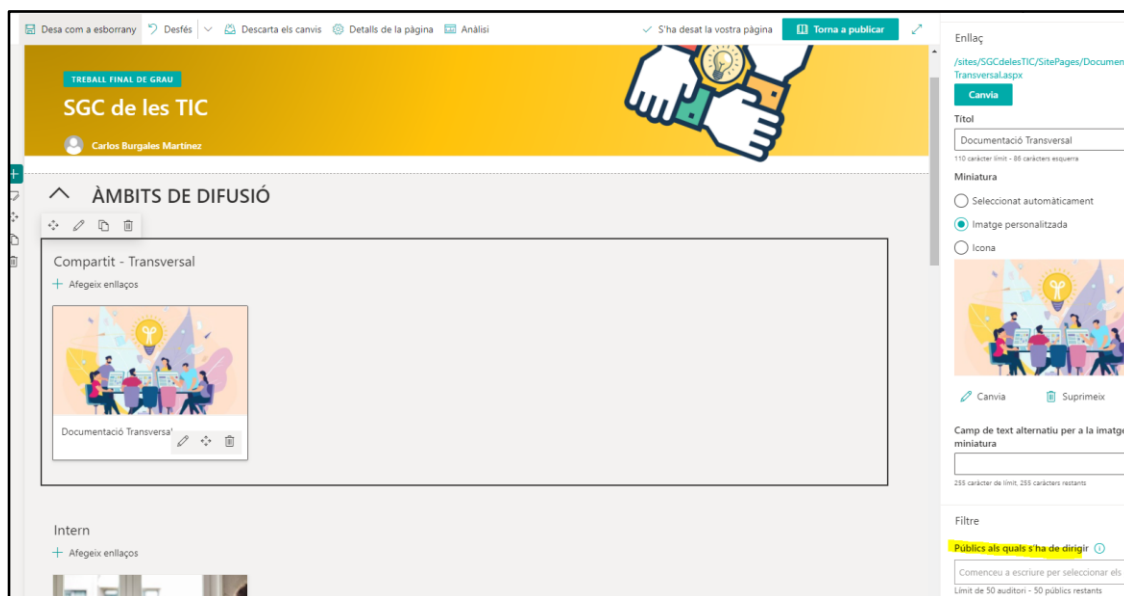 Desa com a esborrany Desfés Descarta els canvis Detalls de la pàgina Anàlisi S'ha desat la vostra pàgina Torna a publicar
TREBALL FINAL DE GRAU
SGC de les TIC
Carlos Burgales Martínez
ÀMBITS DE DIFUSIÓ
Compartit - Transversal
Afegeix enllaços
Documentació Transversal
Intern
Afegeix enllaços
Enllaç
/sites/SGCdelesTIC/SitePages/Documen
Transversal.aspx
Canvia
Títol
Documentació Transversal
110 caràcter límit - 86 caràcters esquerra
Miniatura
Seleccionat automàticament
Imatge personalitzada
Icona
Canvia Suprimeix
Camp de text alternatiu per a la imatge
miniatura
255 caràcter de límit, 255 caràcters restants
Filtre
Públics als quals s'ha de dirigir
Comenceu a escriure per seleccionar els
Límit de 50 auditori - 50 públics restants